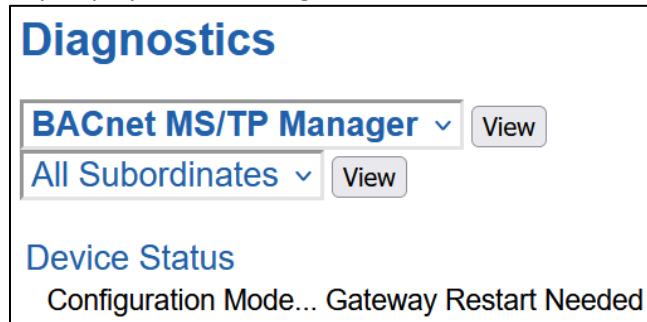 Diagnostics
BACnet MS/TP Manager View
All Subordinates View
Device Status
Configuration Mode... Gateway Restart Needed